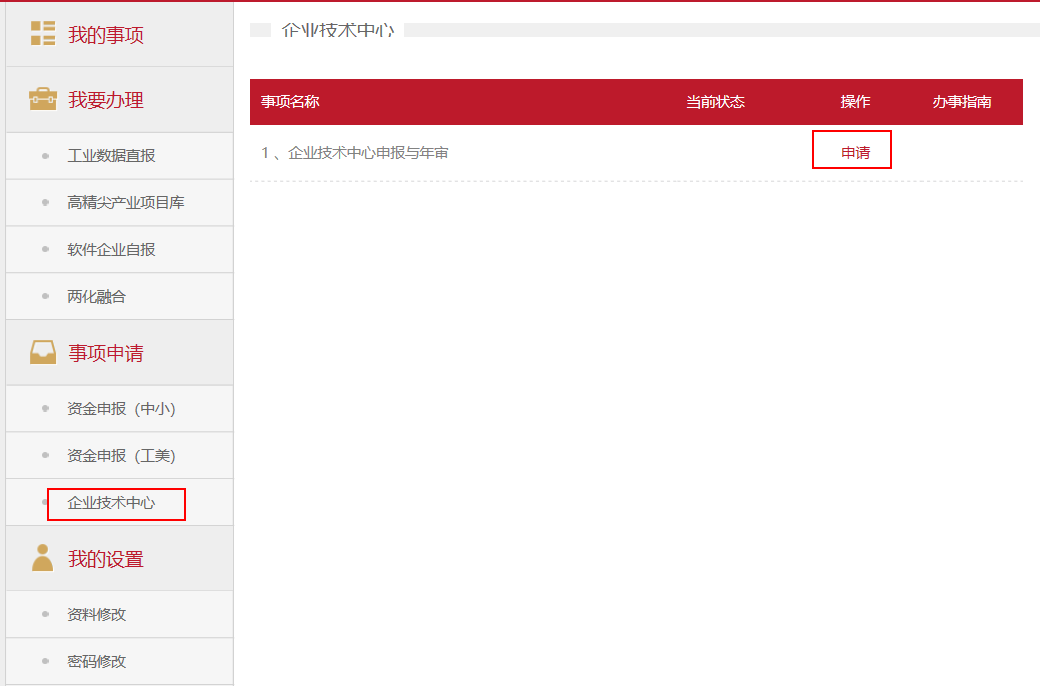 我的事项
我要办理
工业数据直报
高精尖产业项目库
软件企业自报
两化融合
事项申请
资金申报（中小）
资金申报（工美）
企业技术中心
我的设置
资料修改
密码修改
企业技术中心
事项名称 当前状态 操作 办事指南
1 、企业技术中心申报与年审 申请